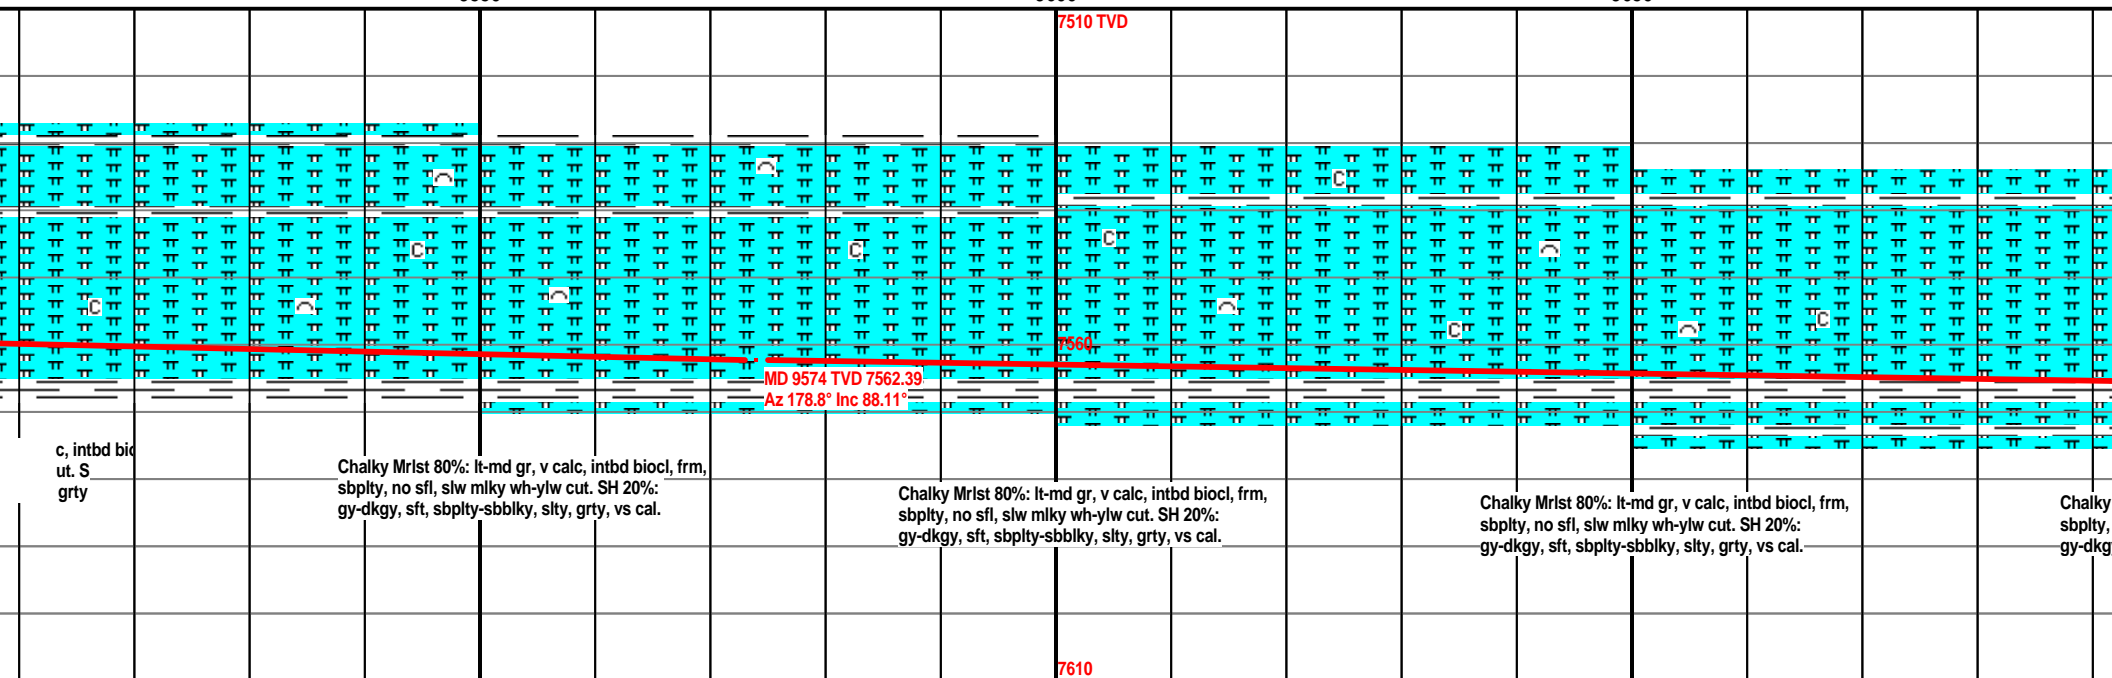 7510 TVD
C
C
C
C
C
C
C
7560
MD 9574 TVD 7562.39
Az 178.8° Inc 88.11°
c, intbd bio
ut. S
grty
Chalky Mrlst 80%: lt-md gr, v calc, intbd biocl, frm,
sbplty, no sfl, slw mlky wh-ylw cut. SH 20%:
gy-dkgy, sft, sbplty-sbblky, slty, grty, vs cal.
Chalky Mrlst 80%: lt-md gr, v calc, intbd biocl, frm,
sbplty, no sfl, slw mlky wh-ylw cut. SH 20%:
gy-dkgy, sft, sbplty-sbblky, slty, grty, vs cal.
Chalky Mrlst 80%: lt-md gr, v calc, intbd biocl, frm,
sbplty, no sfl, slw mlky wh-ylw cut. SH 20%:
gy-dkgy, sft, sbplty-sbblky, slty, grty, vs cal.
Chalky
sbplty,
gy-dkg
7610